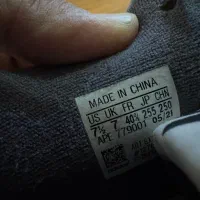 MADE IN CHINA
US UK FR JP CHN
7½ 7 40⅔ 255 250
APE 779001 05/21